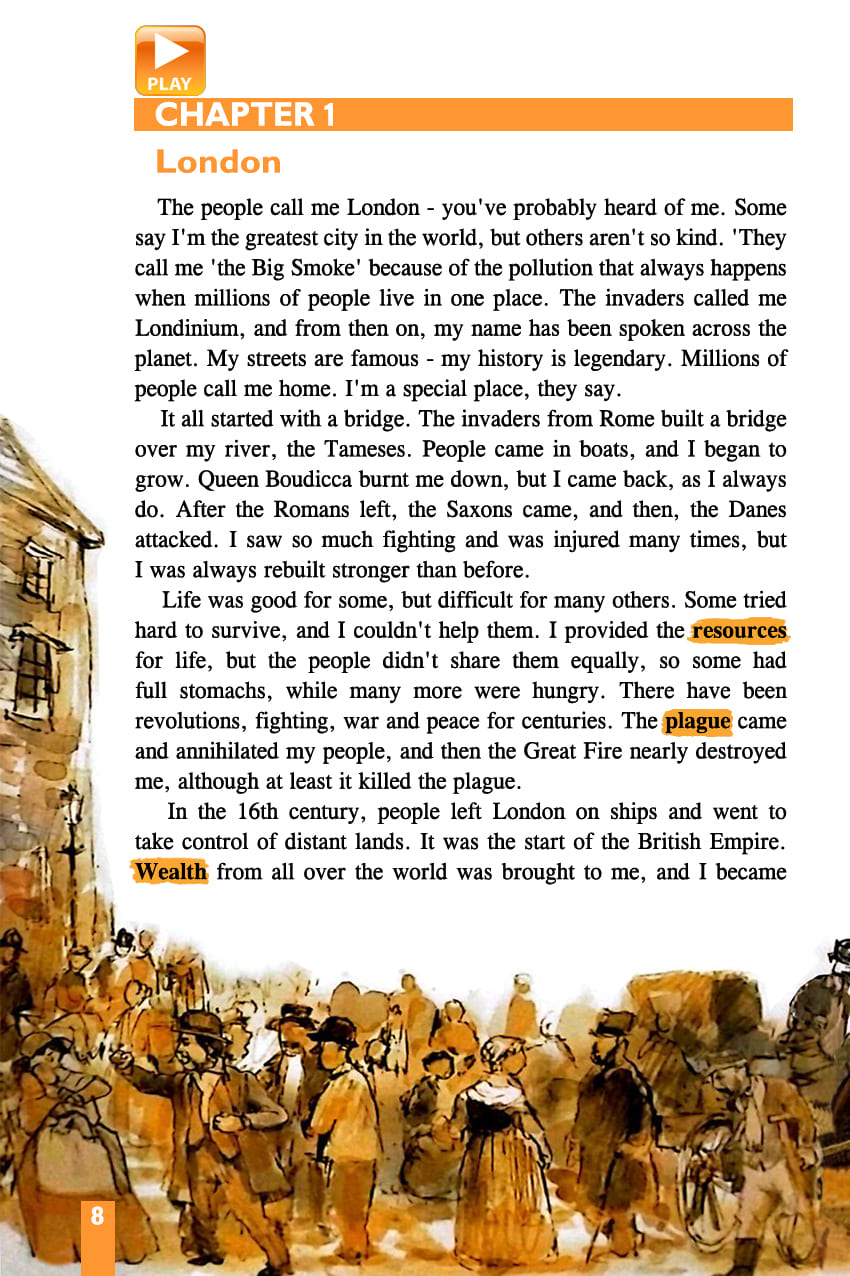 PLAY
CHAPTER 1
London
The people call me London - you've probably heard of me. Some
say I'm the greatest city in the world, but others aren't so kind. 'They
call me 'the Big Smoke' because of the pollution that always happens
when millions of people live in one place. The invaders called me
Londinium, and from then on, my name has been spoken across the
planet. My streets are famous - my history is legendary. Millions of
people call me home. I'm a special place, they say.
It all started with a bridge. The invaders from Rome built a bridge
over my river, the Tameses. People came in boats, and I began to
grow. Queen Boudicca burnt me down, but I came back, as I always
do. After the Romans left, the Saxons came, and then, the Danes
attacked. I saw so much fighting and was injured many times, but
I was always rebuilt stronger than before.
Life was good for some, but difficult for many others. Some tried
hard to survive, and I couldn't help them. I provided the resources
for life, but the people didn't share them equally, so some had
full stomachs, while many more were hungry. There have been
revolutions, fighting, war and peace for centuries. The plague came
and annihilated my people, and then the Great Fire nearly destroyed
me, although at least it killed the plague.
In the 16th century, people left London on ships and went to
take control of distant lands. It was the start of the British Empire.
Wealth from all over the world was brought to me, and I became
8